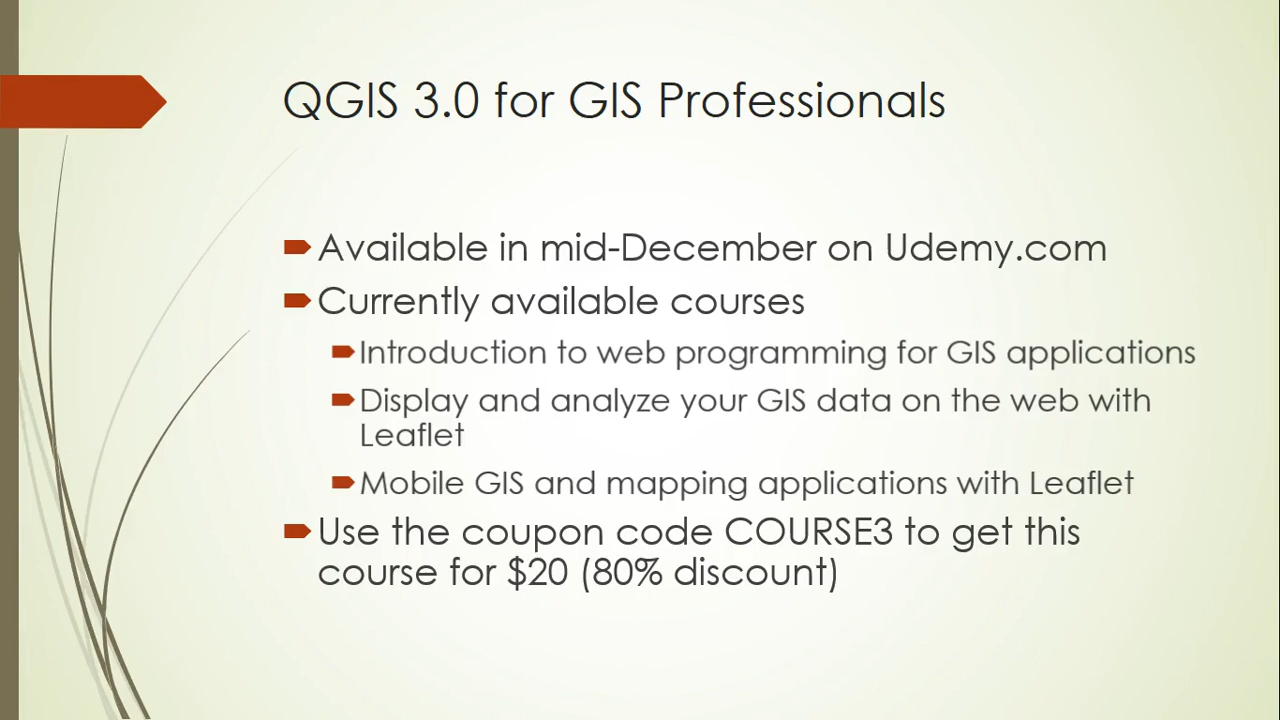 QGIS 3.0 for GIS Professionals
Available in mid-December on Udemy.com
Currently available courses
Introduction to web programming for GIS applications
Display and analyze your GIS data on the web with
Leaflet
Mobile GIS and mapping applications with Leaflet
Use the coupon code COURSE3 to get this
course for $20 (80% discount)